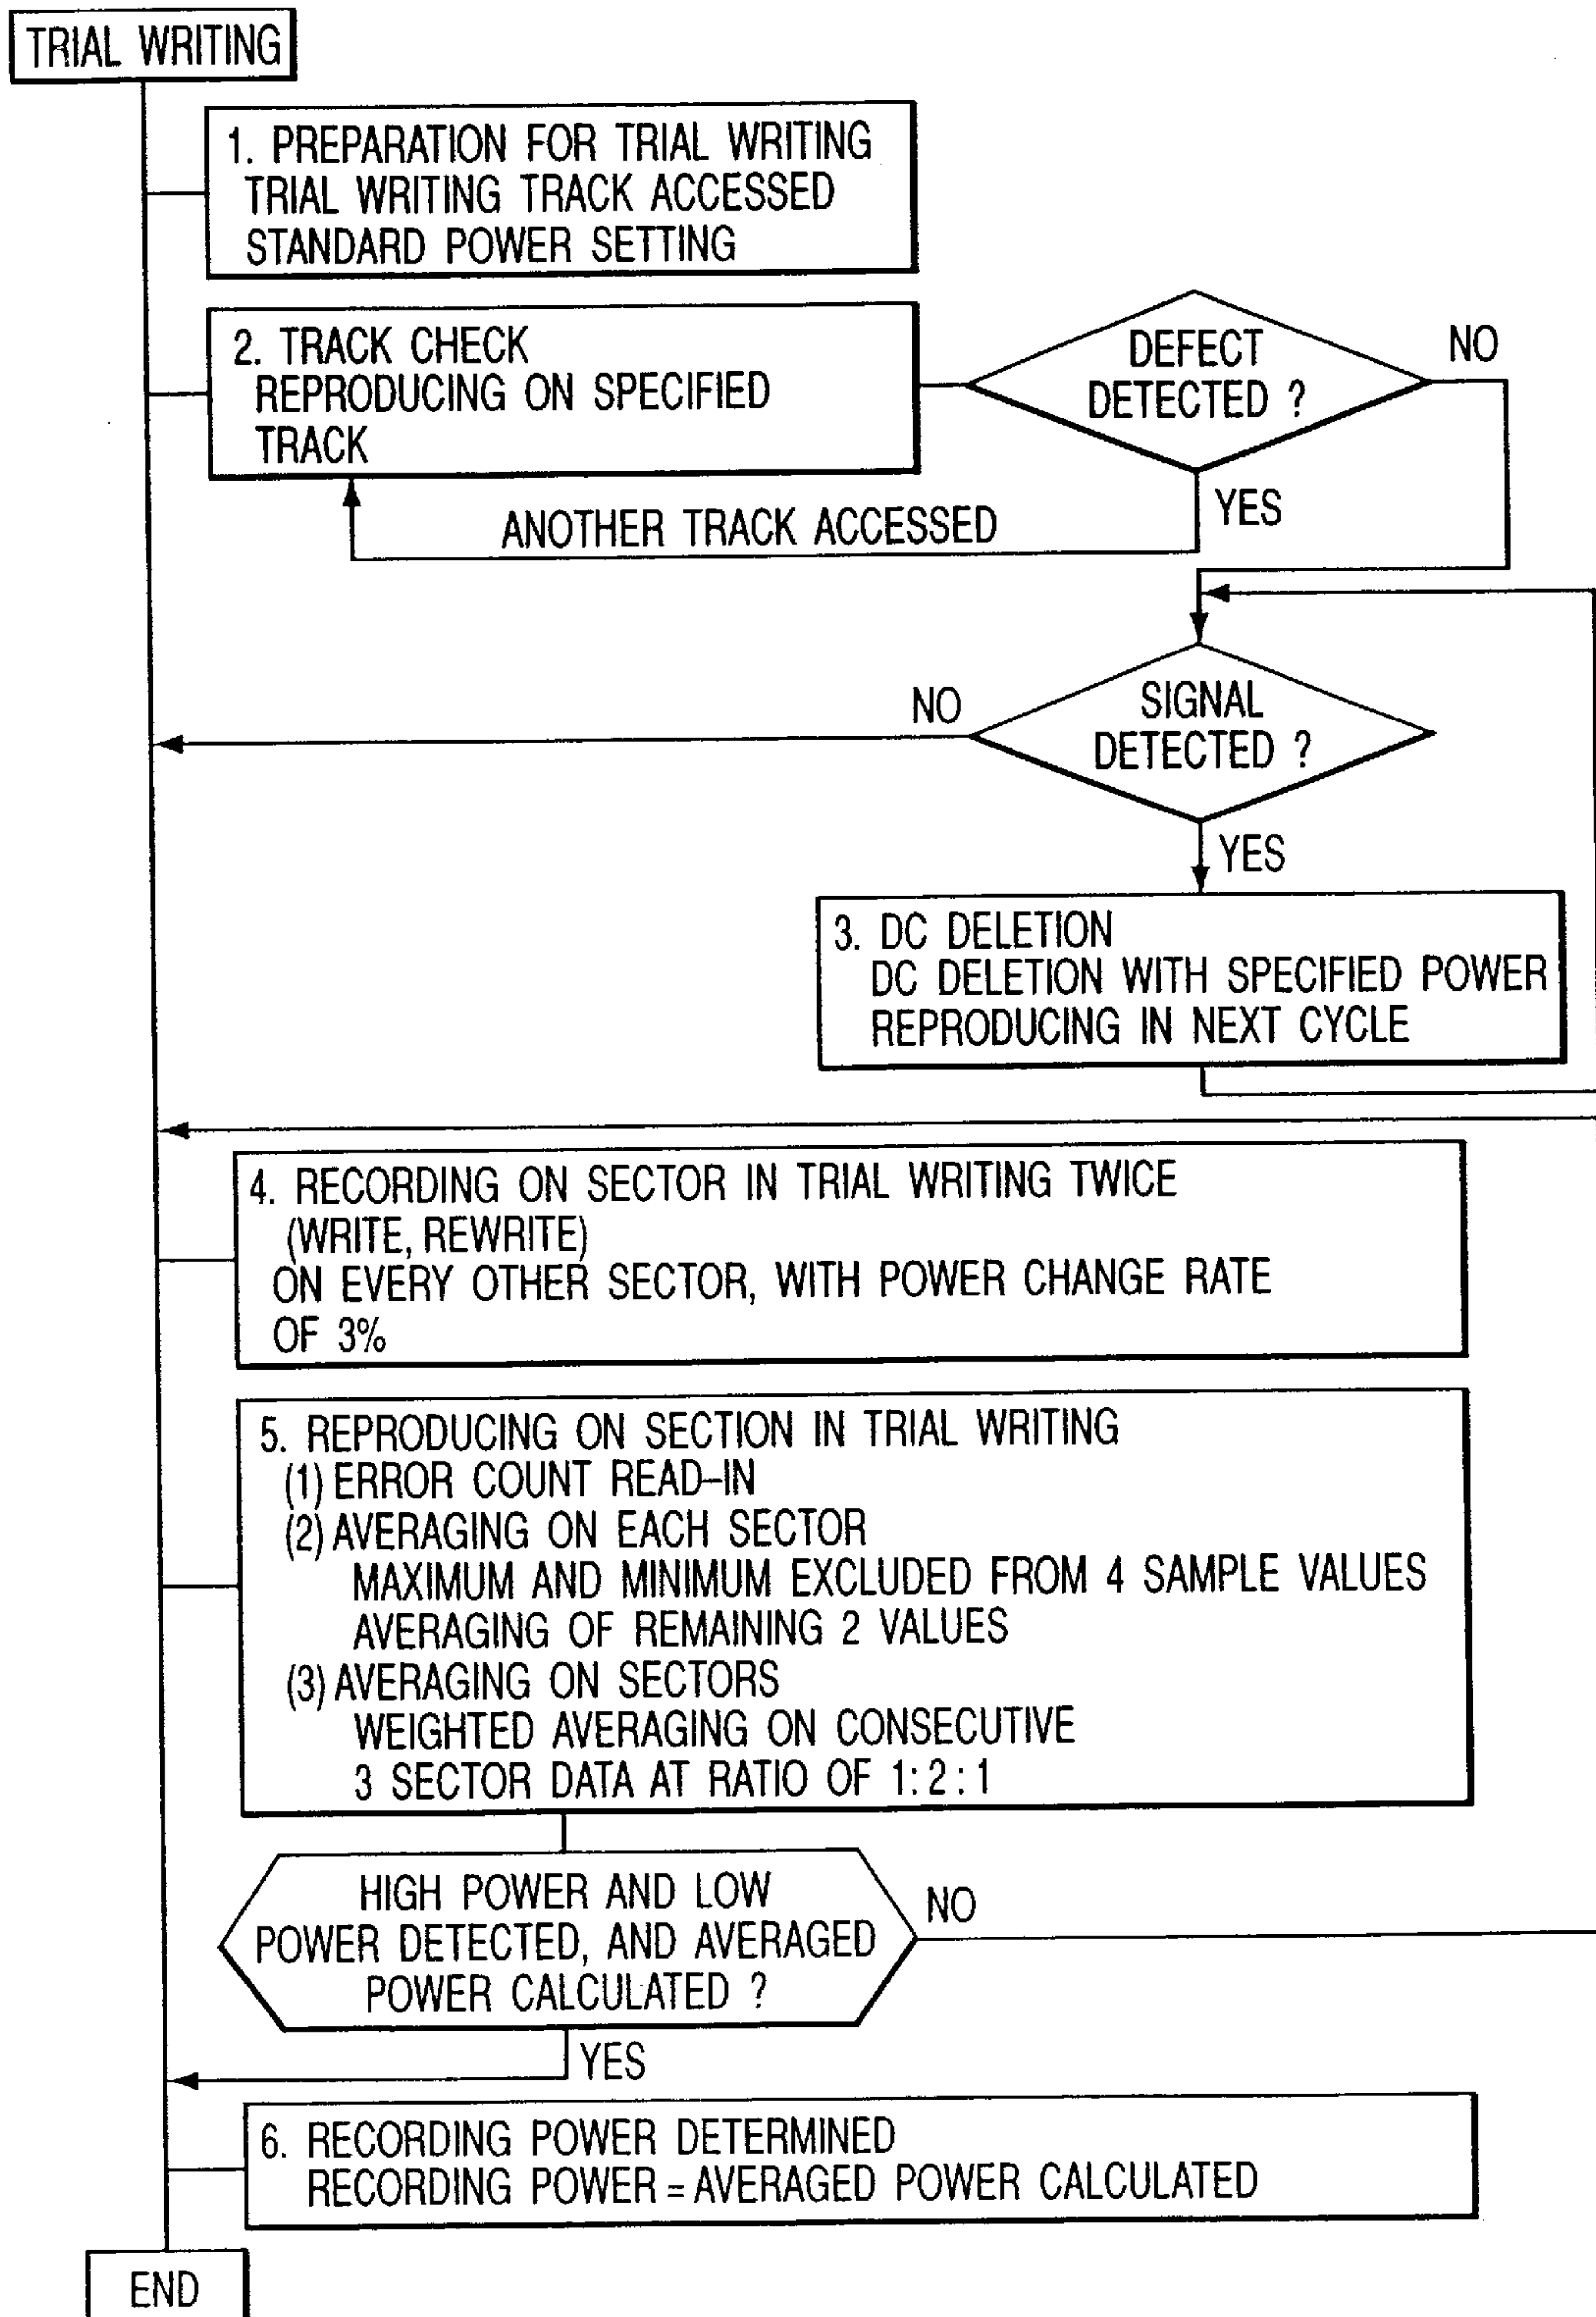 TRIAL WRITING
1. PREPARATION FOR TRIAL WRITING
TRIAL WRITING TRACK ACCESSED
STANDARD POWER SETTING
2. TRACK CHECK
REPRODUCING ON SPECIFIED
TRACK
DEFECT
DETECTED ?
NO
YES
ANOTHER TRACK ACCESSED
SIGNAL
DETECTED ?
NO
YES
3. DC DELETION
DC DELETION WITH SPECIFIED POWER
REPRODUCING IN NEXT CYCLE
4. RECORDING ON SECTOR IN TRIAL WRITING TWICE
(WRITE, REWRITE)
ON EVERY OTHER SECTOR, WITH POWER CHANGE RATE
OF 3%
5. REPRODUCING ON SECTION IN TRIAL WRITING
(1) ERROR COUNT READ-IN
(2) AVERAGING ON EACH SECTOR
MAXIMUM AND MINIMUM EXCLUDED FROM 4 SAMPLE VALUES
AVERAGING OF REMAINING 2 VALUES
(3) AVERAGING ON SECTORS
WEIGHTED AVERAGING ON CONSECUTIVE
3 SECTOR DATA AT RATIO OF 1:2:1
HIGH POWER AND LOW
POWER DETECTED, AND AVERAGED
POWER CALCULATED ?
NO
YES
6. RECORDING POWER DETERMINED
RECORDING POWER = AVERAGED POWER CALCULATED
END